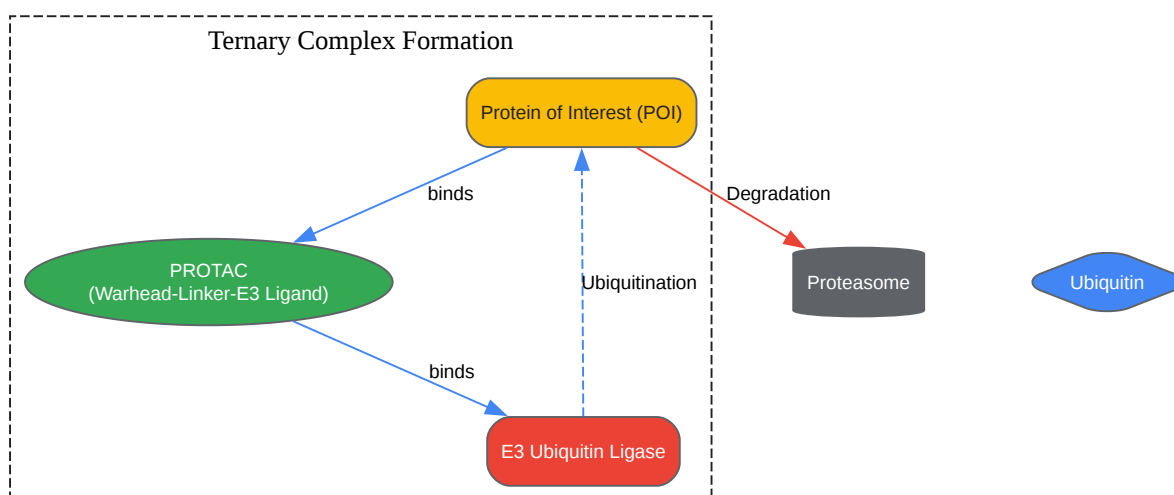 Ternary Complex Formation
Protein of Interest (POI)
binds
Degradation
PROTAC
(Warhead-Linker-E3 Ligand)
Ubiquitination
Proteasome
Ubiquitin
binds
E3 Ubiquitin Ligase